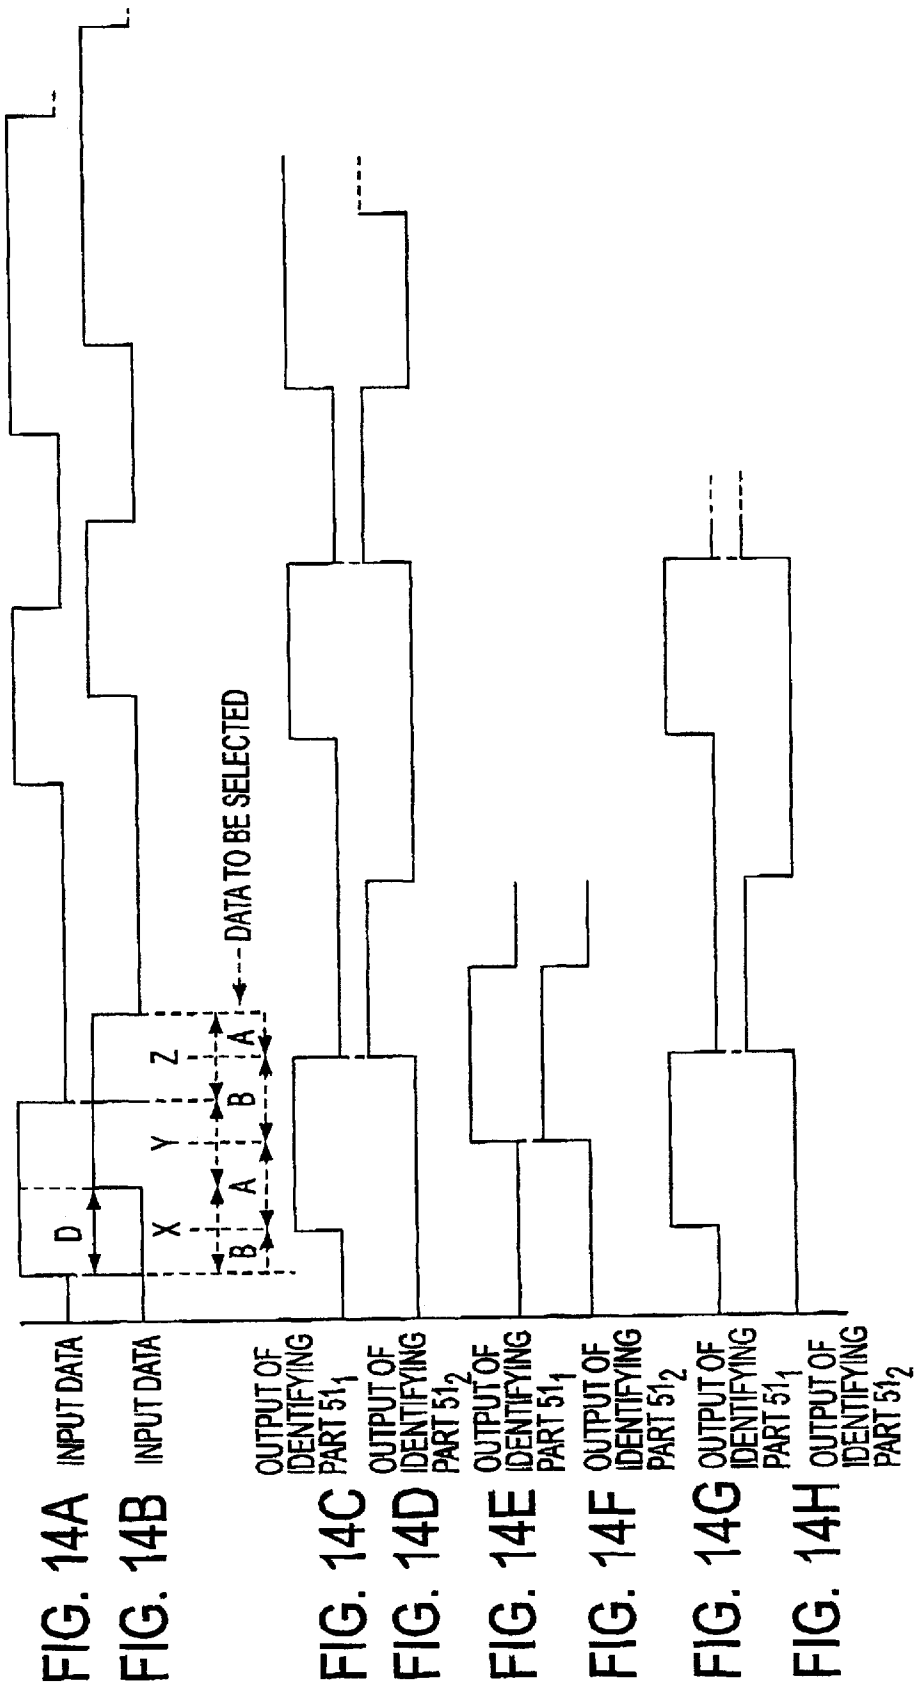 FIG. 14A INPUT DATA
D
FIG. 14B INPUT DATA
X Y Z
B A B A DATA TO BE SELECTED
FIG. 14C OUTPUT OF
IDENTIFYING
PART 51₁
FIG. 14D OUTPUT OF
IDENTIFYING
PART 51₂
FIG. 14E OUTPUT OF
IDENTIFYING
PART 51₁
FIG. 14F OUTPUT OF
IDENTIFYING
PART 51₂
FIG. 14G OUTPUT OF
IDENTIFYING
PART 51₁
FIG. 14H OUTPUT OF
IDENTIFYING
PART 51₂